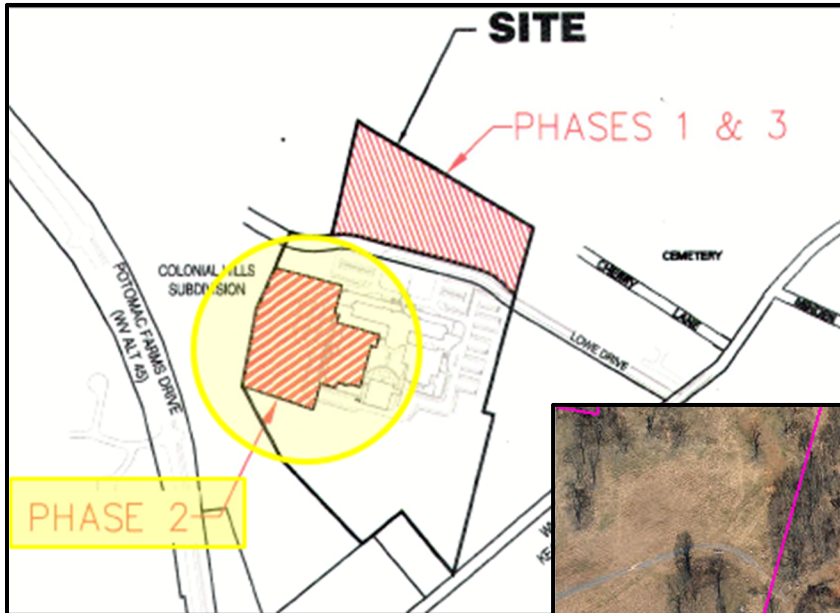 SITE
PHASES 1 & 3
CEMETERY
CHERRY
LANE
COLONIAL HILLS
SUBDIVISION
POTOMAC FARMS DRIVE
(WV ALT 45)
LOWE DRIVE
PHASE 2